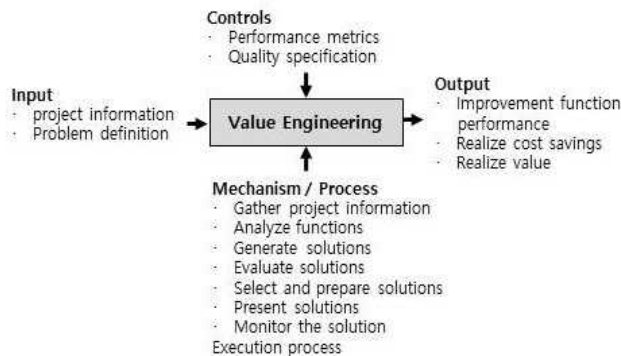 Controls
· Performance metrics
· Quality specification
Input
· project information
· Problem definition
Value Engineering
Output
· Improvement function
performance
· Realize cost savings
· Realize value
Mechanism / Process
· Gather project information
· Analyze functions
· Generate solutions
· Evaluate solutions
· Select and prepare solutions
· Present solutions
· Monitor the solution
Execution process